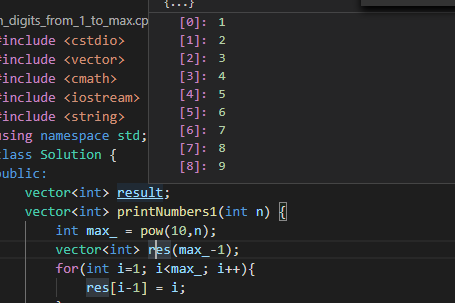 {...}
[0]: 1
n_digits_from_1_to_max.cp
[1]: 2
#include <cstdio>
[2]: 3
#include <vector>
[3]: 4
#include <cmath>
[4]: 5
#include <iostream>
[5]: 6
#include <string>
[6]: 7
using namespace std;
[7]: 8
class Solution {
[8]: 9
public:
vector<int> result;
vector<int> printNumbers1(int n) {
int max_ = pow(10,n);
vector<int> res(max_-1);
for(int i=1; i<max_; i++){
res[i-1] = i;